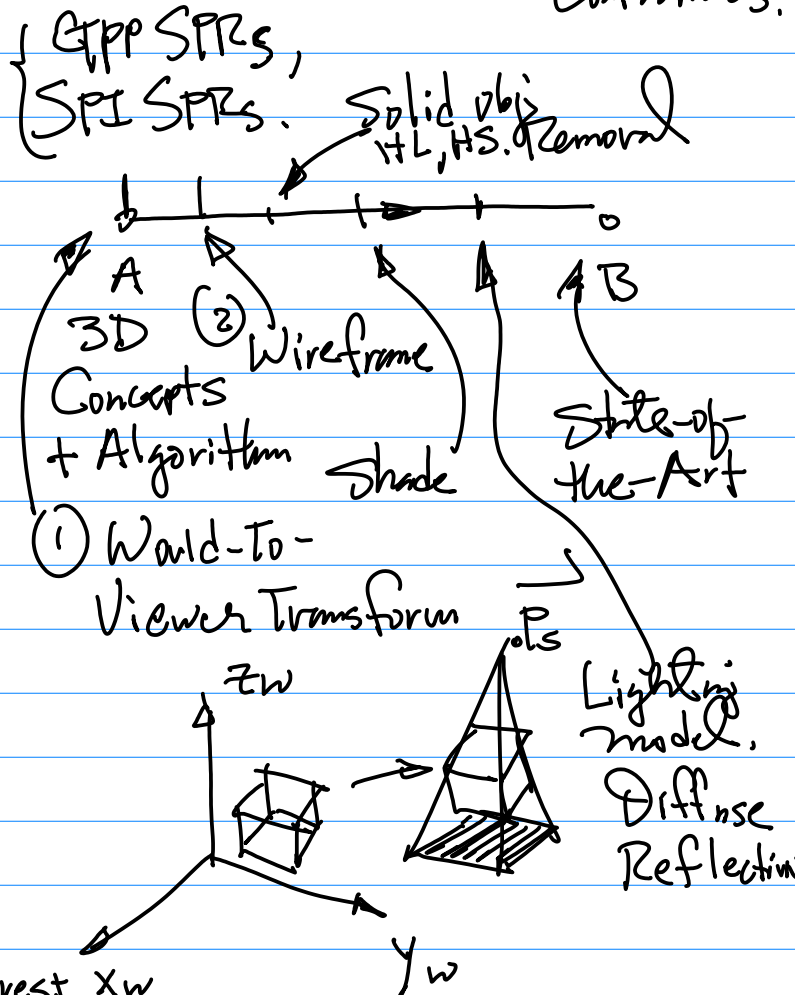 GPP SPRs,
SPI SPRs.
Solid obj
HL, HS. Removal
A
B
3D
Concepts
+ Algorithm
② Wireframe
Shade
State-of-
the-Art
① World-To-
Viewer Transform
Ps
Zw
Lighting
model.
Diffuse
Reflection
Xw
Yw